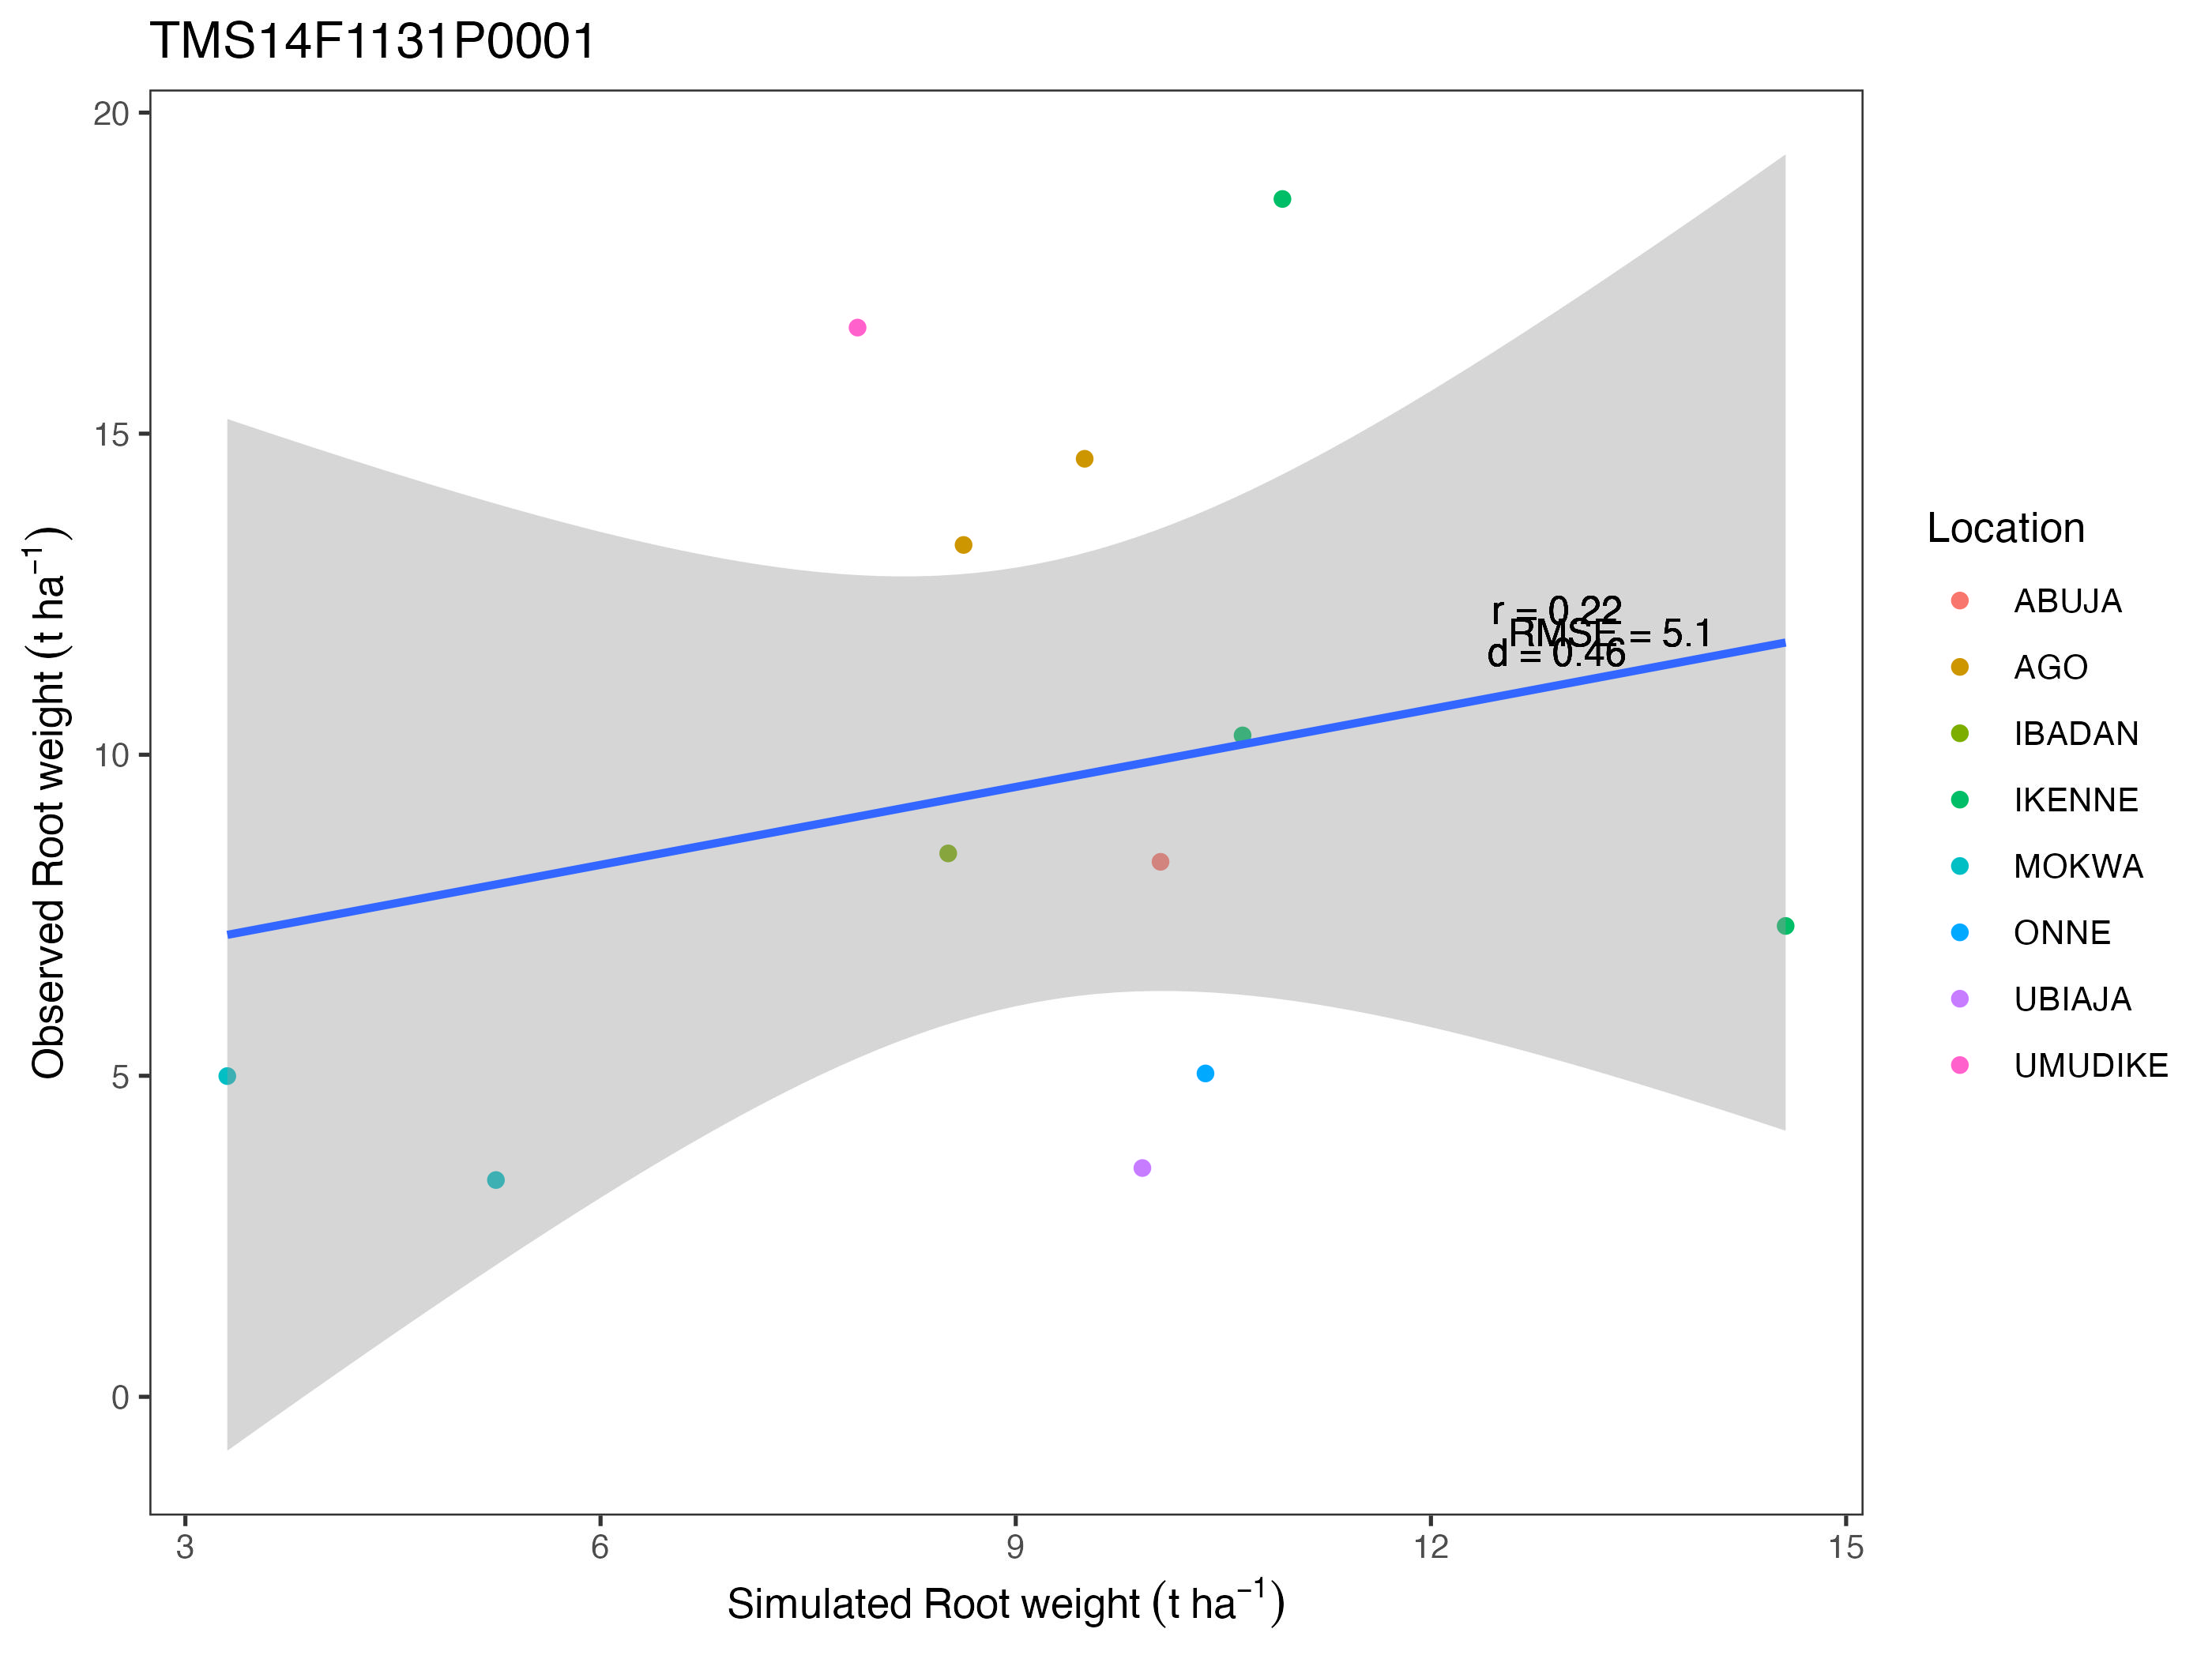 TMS14F1131P0001
20
15
10
5
0
Observed Root weight (t ha⁻¹)
r = 0.22
RMSE = 5.1
d = 0.46
3 6 9 12 15
Simulated Root weight (t ha⁻¹)
Location
ABUJA
AGO
IBADAN
IKENNE
MOKWA
ONNE
UBIAJA
UMUDIKE